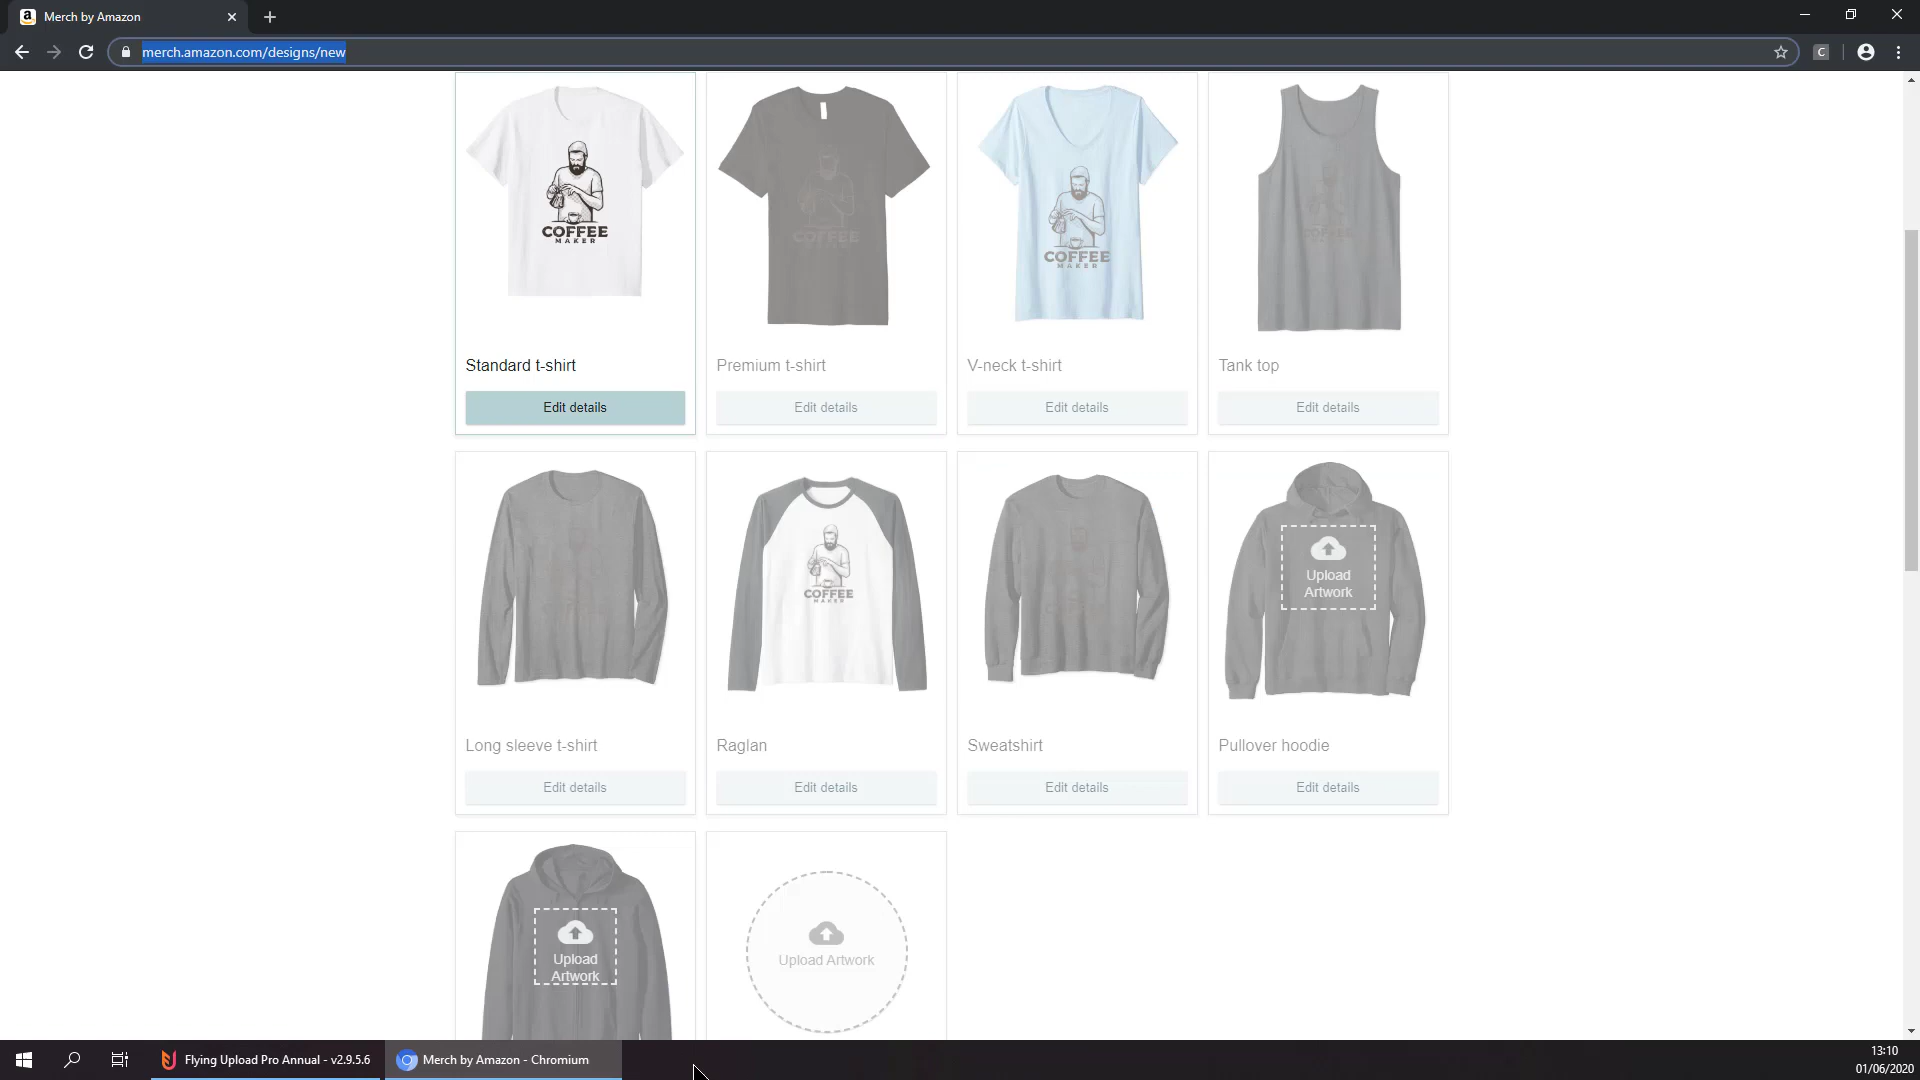 Merch by Amazon
merch.amazon.com/designs/new
C
COFFEE
MAKER
COFFEE
COFFEE
MAKER
Standard t-shirt
Premium t-shirt
V-neck t-shirt
Tank top
Edit details
Edit details
Edit details
Edit details
COFFEE
MAKER
Upload
Artwork
Long sleeve t-shirt
Raglan
Sweatshirt
Pullover hoodie
Edit details
Edit details
Edit details
Edit details
Upload
Artwork
Upload Artwork
Flying Upload Pro Annual - v2.9.5.6
Merch by Amazon - Chromium
13:10
01/06/2020